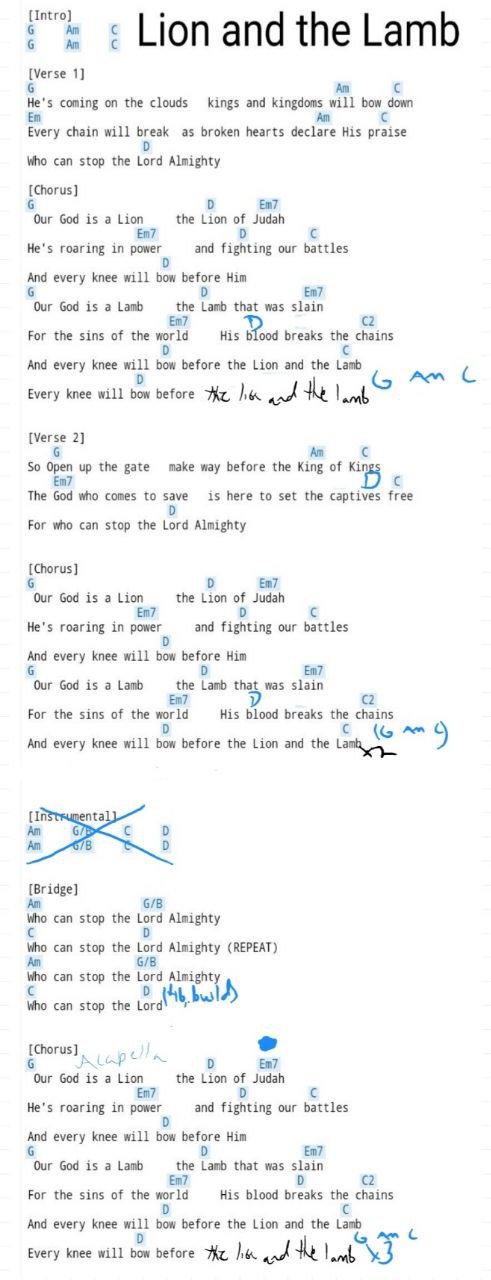 Lion and the Lamb
[Intro]
G Am C
G Am C
[Verse 1]
G Am C
He's coming on the clouds kings and kingdoms will bow down
Em Am C
Every chain will break as broken hearts declare His praise
D
Who can stop the Lord Almighty
[Chorus]
G D Em7
Our God is a Lion the Lion of Judah
Em7 D C
He's roaring in power and fighting our battles
D
And every knee will bow before Him
G D Em7
Our God is a Lamb the Lamb that was slain
Em7 D C2
For the sins of the world His blood breaks the chains
D C
And every knee will bow before the Lion and the Lamb
D G Am C
Every knee will bow before the lion and the lamb
[Verse 2]
G Am C
So Open up the gate make way before the King of Kings
Em7 D C
The God who comes to save is here to set the captives free
D
For who can stop the Lord Almighty
[Chorus]
G D Em7
Our God is a Lion the Lion of Judah
Em7 D C
He's roaring in power and fighting our battles
D
And every knee will bow before Him
G D Em7
Our God is a Lamb the Lamb that was slain
Em7 D C2
For the sins of the world His blood breaks the chains
D C (G Am C)
And every knee will bow before the Lion and the Lamb x2
[Instrumental]
Am G/B C D
Am G/B C D
[Bridge]
Am G/B
Who can stop the Lord Almighty
C D
Who can stop the Lord Almighty (REPEAT)
Am G/B
Who can stop the Lord Almighty
C D
Who can stop the Lord
[Chorus] Acapella
G D Em7
Our God is a Lion the Lion of Judah
Em7 D C
He's roaring in power and fighting our battles
D
And every knee will bow before Him
G D Em7
Our God is a Lamb the Lamb that was slain
Em7 D C2
For the sins of the world His blood breaks the chains
D C
And every knee will bow before the Lion and the Lamb
D G Am C
Every knee will bow before the lion and the lamb x3